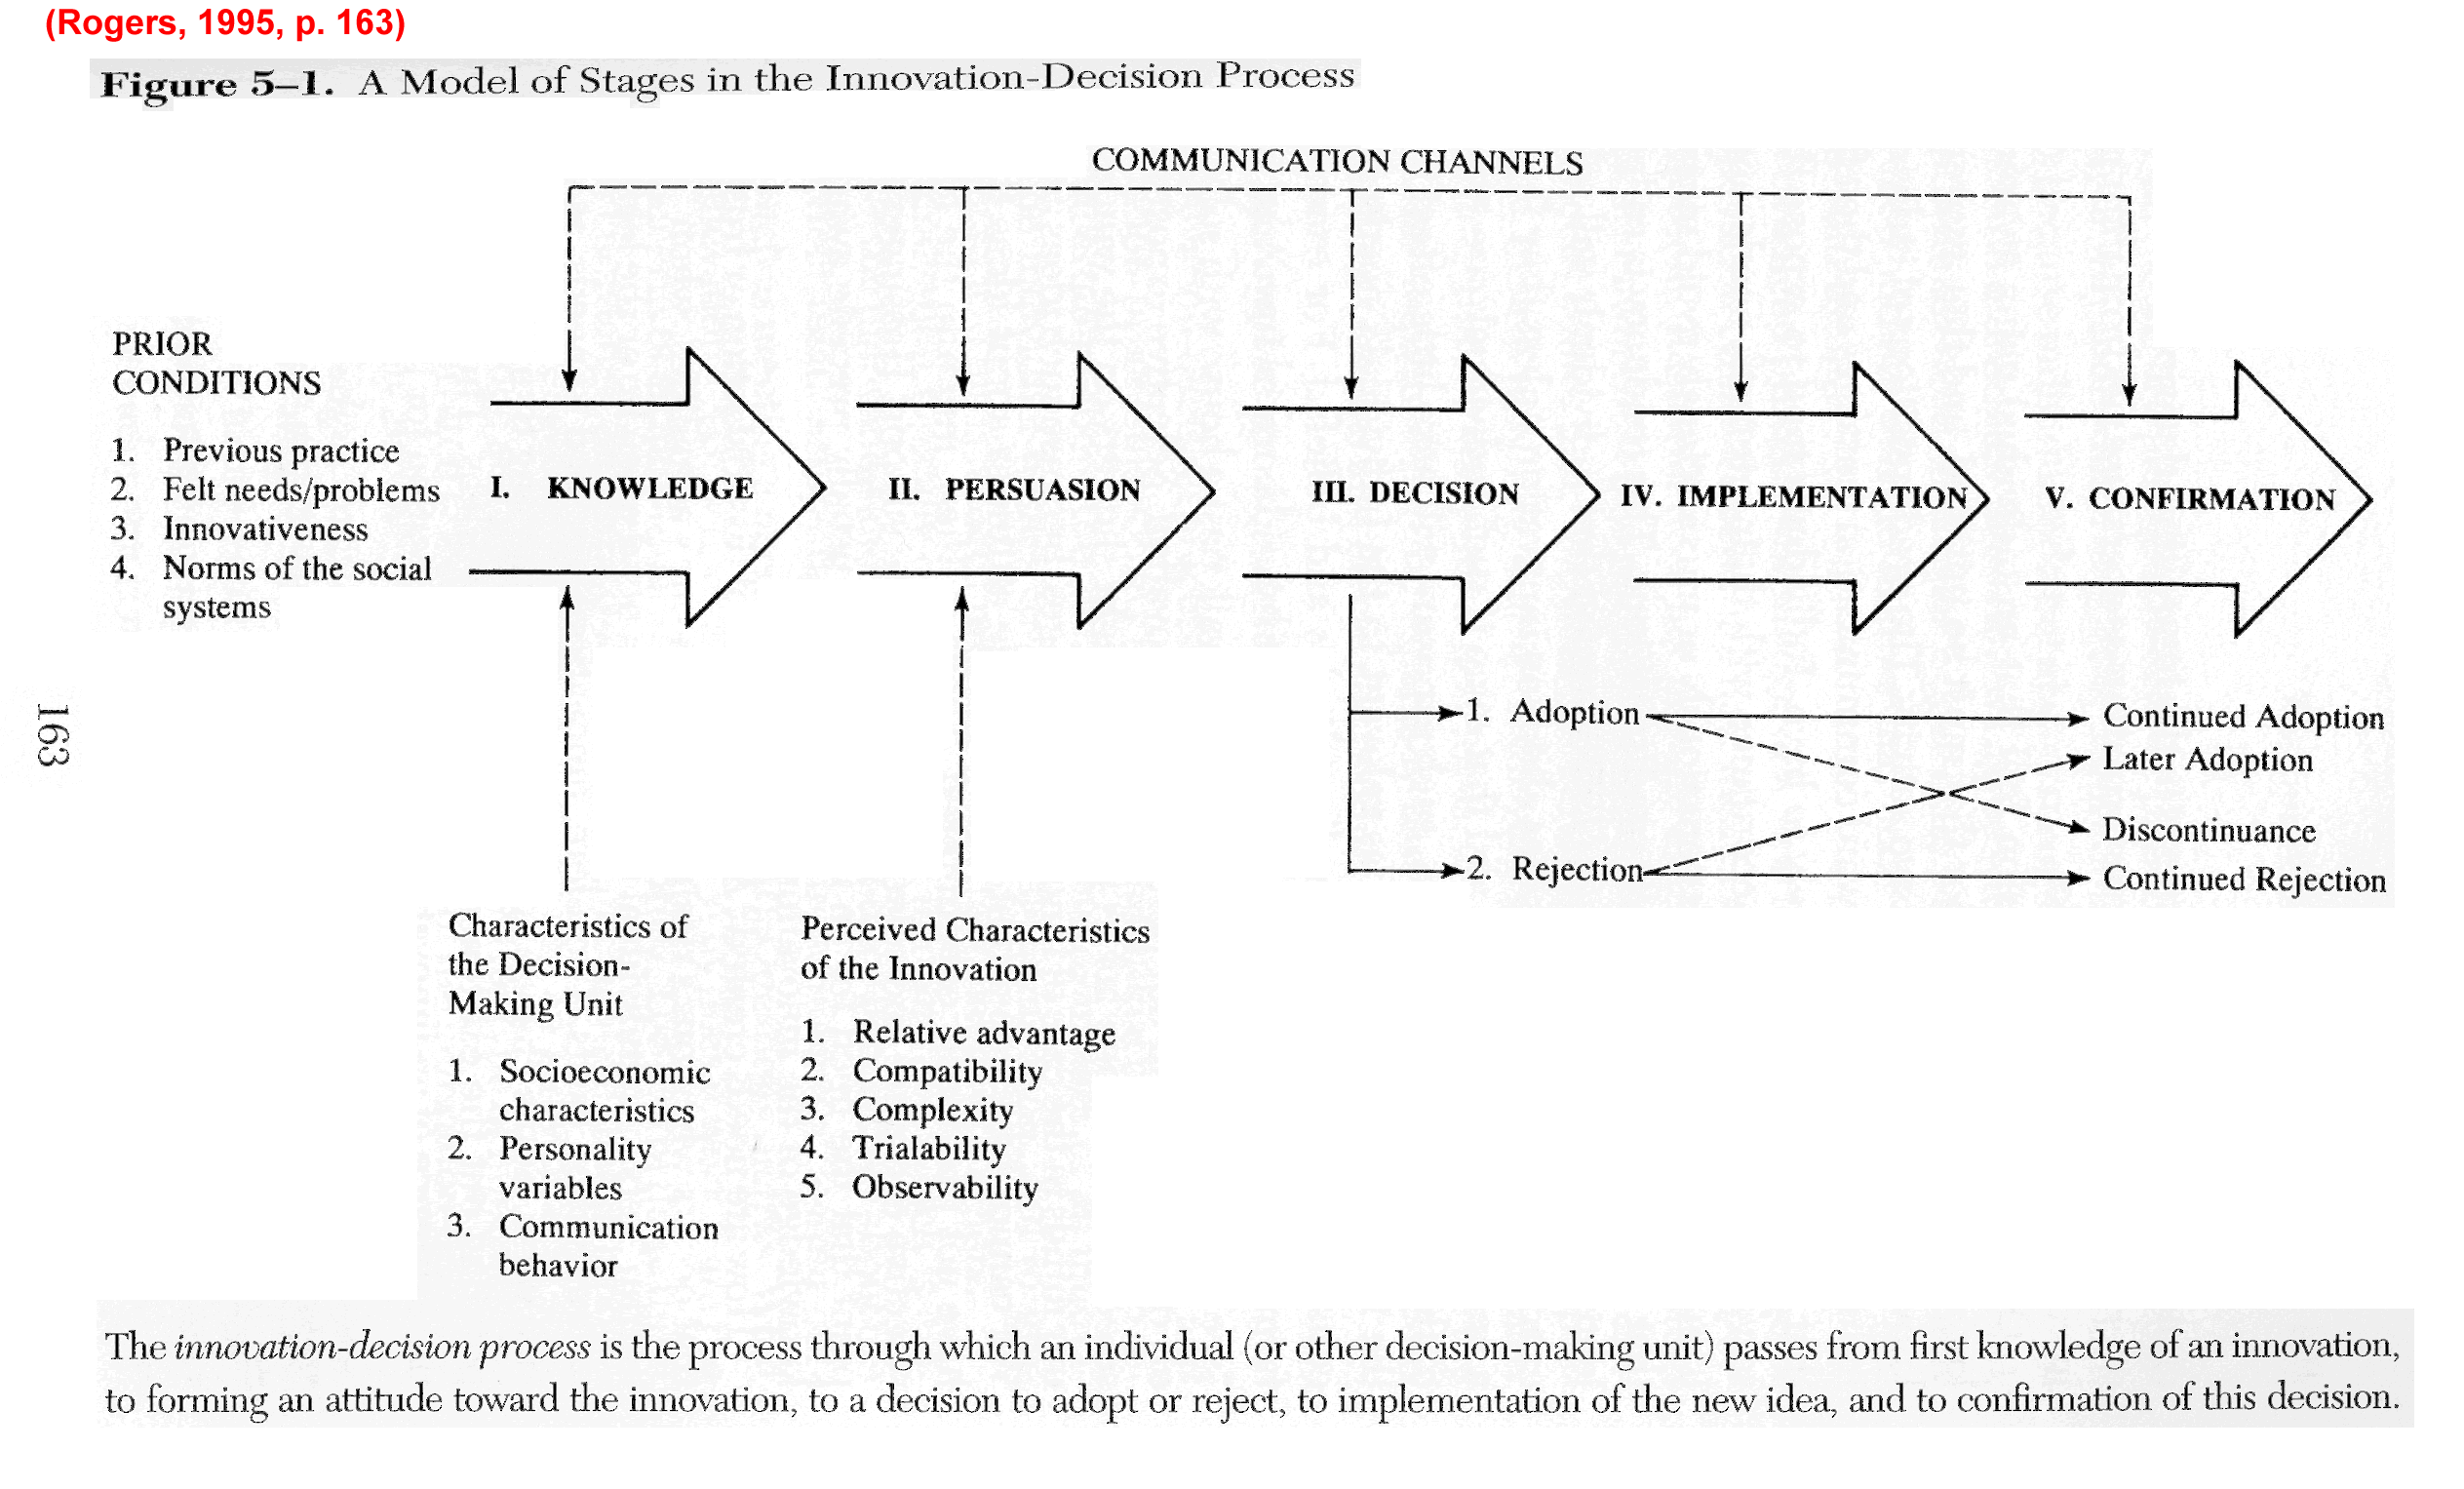 (Rogers, 1995, p. 163)
Figure 5–1. A Model of Stages in the Innovation-Decision Process
COMMUNICATION CHANNELS
PRIOR
CONDITIONS
1. Previous practice
2. Felt needs/problems
3. Innovativeness
4. Norms of the social
systems
I. KNOWLEDGE
II. PERSUASION
III. DECISION
IV. IMPLEMENTATION
V. CONFIRMATION
1. Adoption
2. Rejection
Continued Adoption
Later Adoption
Discontinuance
Continued Rejection
163
Characteristics of
the Decision-
Making Unit
1. Socioeconomic
characteristics
2. Personality
variables
3. Communication
behavior
Perceived Characteristics
of the Innovation
1. Relative advantage
2. Compatibility
3. Complexity
4. Trialability
5. Observability
The innovation-decision process is the process through which an individual (or other decision-making unit) passes from first knowledge of an innovation,
to forming an attitude toward the innovation, to a decision to adopt or reject, to implementation of the new idea, and to confirmation of this decision.